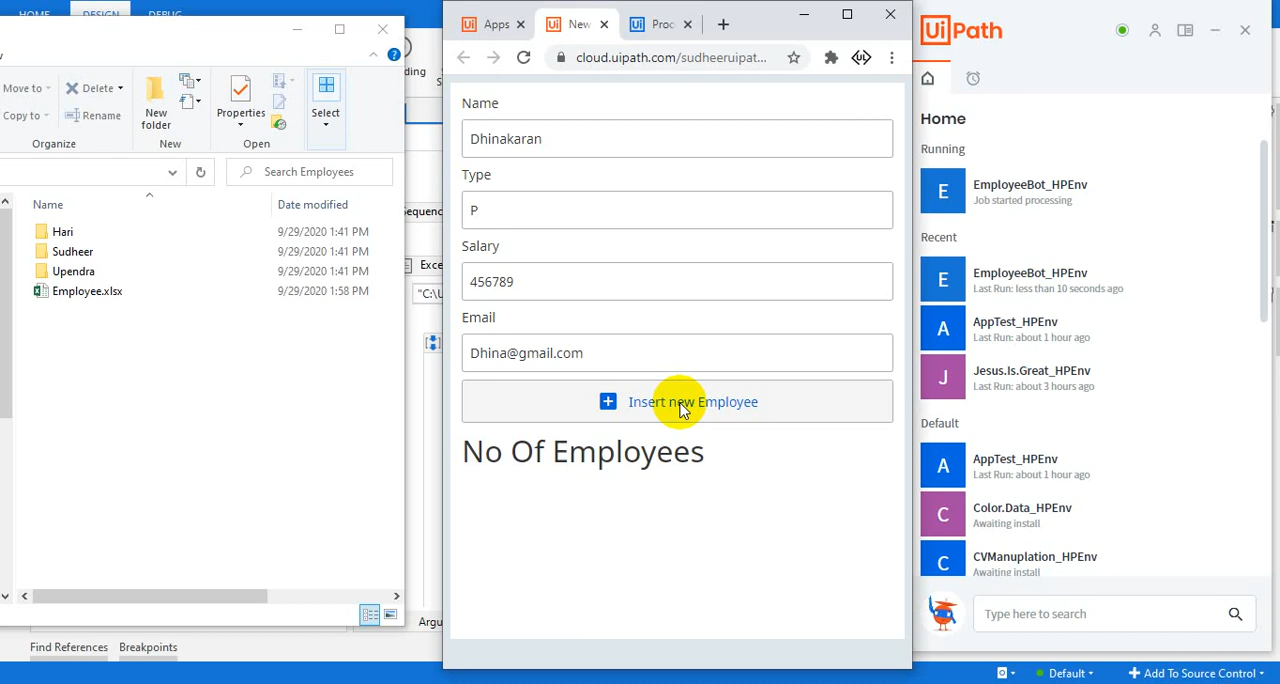 HOME DESIGN DEBUG
Move to
Copy to
Delete
Rename
Organize
New folder
New
Properties
Open
Select
Search Employees
Name Date modified
Hari 9/29/2020 1:41 PM
Sudheer 9/29/2020 1:41 PM
Upendra 9/29/2020 1:41 PM
Employee.xlsx 9/29/2020 1:58 PM
Find References Breakpoints
Exce
"C:\U
Argu
Apps
New
Proc
cloud.uipath.com/sudheeruipat...
Name
Dhinakaran
Type
P
Salary
456789
Email
Dhina@gmail.com
Insert new Employee
No Of Employees
UiPath
Home
Running
E
EmployeeBot_HPEnv
Job started processing
Recent
E
EmployeeBot_HPEnv
Last Run: less than 10 seconds ago
A
AppTest_HPEnv
Last Run: about 1 hour ago
J
Jesus.Is.Great_HPEnv
Last Run: about 3 hours ago
Default
A
AppTest_HPEnv
Last Run: about 1 hour ago
C
Color.Data_HPEnv
Awaiting install
C
CVManuplation_HPEnv
Awaiting install
Type here to search
Default
Add To Source Control